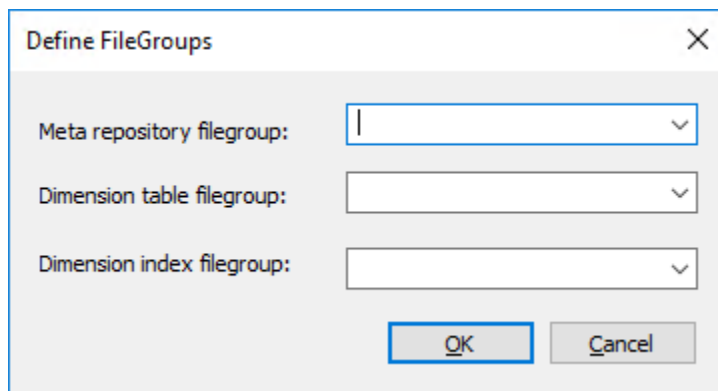 Define FileGroups
Meta repository filegroup:
Dimension table filegroup:
Dimension index filegroup:
OK
Cancel